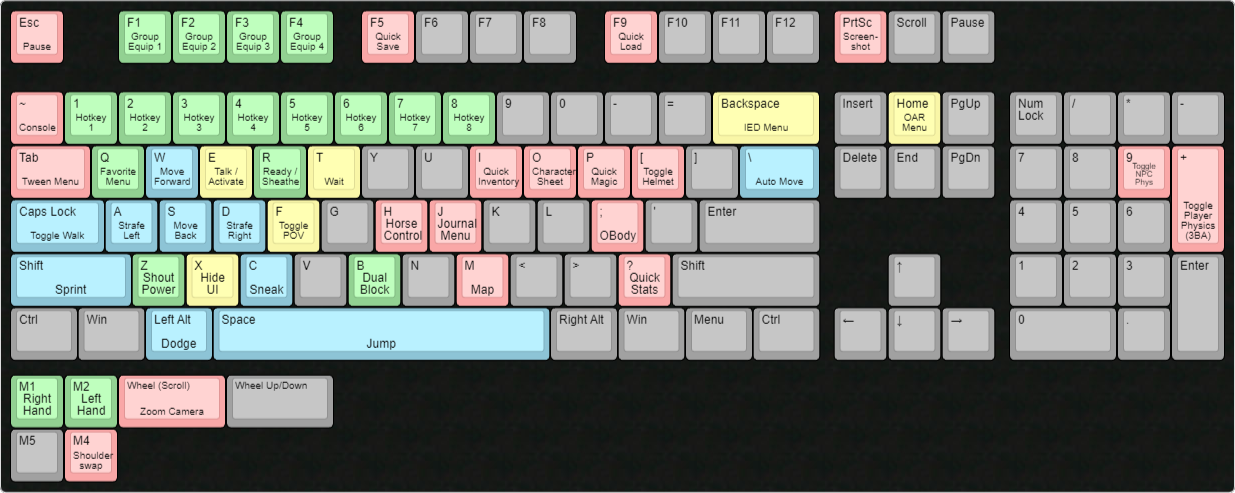 Esc
Pause
F1
Group
Equip 1
F2
Group
Equip 2
F3
Group
Equip 3
F4
Group
Equip 4
F5
Quick
Save
F6
F7
F8
F9
Quick
Load
F10
F11
F12
PrtSc
Screen-
shot
Scroll
Pause
~
Console
1
Hotkey
1
2
Hotkey
2
3
Hotkey
3
4
Hotkey
4
5
Hotkey
5
6
Hotkey
6
7
Hotkey
7
8
Hotkey
8
9
0
-
=
Backspace
IED Menu
Insert
Home
OAR
Menu
PgUp
Num
Lock
/
*
-
Tab
Tween Menu
Q
Favorite
Menu
W
Move
Forward
E
Talk /
Activate
R
Ready /
Sheathe
T
Wait
Y
U
I
Quick
Inventory
O
Character
Sheet
P
Quick
Magic
[
Toggle
Helmet
]
\
Auto Move
Delete
End
PgDn
7
8
9
Toggle
NPC
Phys
+
Toggle
Player
Physics
(3BA)
Caps Lock
Toggle Walk
A
Strafe
Left
S
Move
Back
D
Strafe
Right
F
Toggle
POV
G
H
Horse
Control
J
Journal
Menu
K
L
;
OBody
'
Enter
4
5
6
Shift
Sprint
Z
Shout
Power
X
Hide
UI
C
Sneak
V
B
Dual
Block
N
M
Map
<
>
?
Quick
Stats
Shift
↑
1
2
3
Enter
Ctrl
Win
Left Alt
Dodge
Space
Jump
Right Alt
Win
Menu
Ctrl
←
↓
→
0
.
M1
Right
Hand
M2
Left
Hand
Wheel (Scroll)
Zoom Camera
Wheel Up/Down
M5
M4
Shoulder
swap